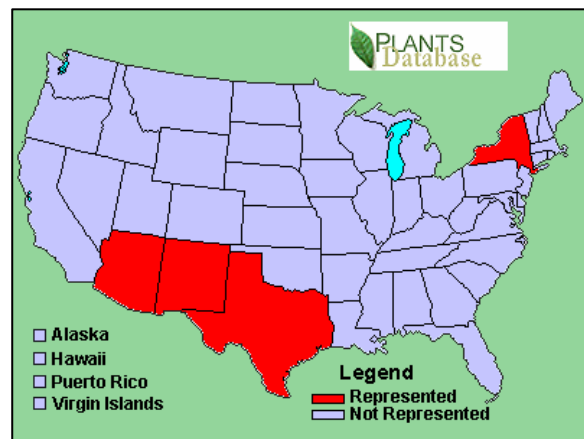 PLANTS
Database
Alaska
Hawaii
Puerto Rico
Virgin Islands
Legend
Represented
Not Represented